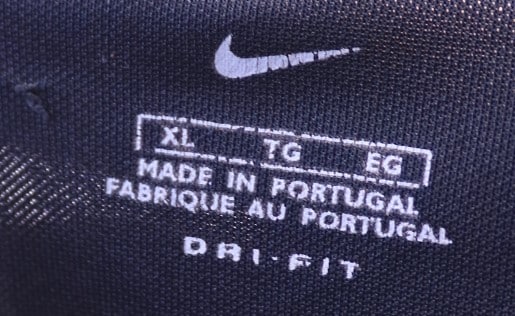 XL TG EG
MADE IN PORTUGAL
FABRIQUE AU PORTUGAL
DRI-FIT